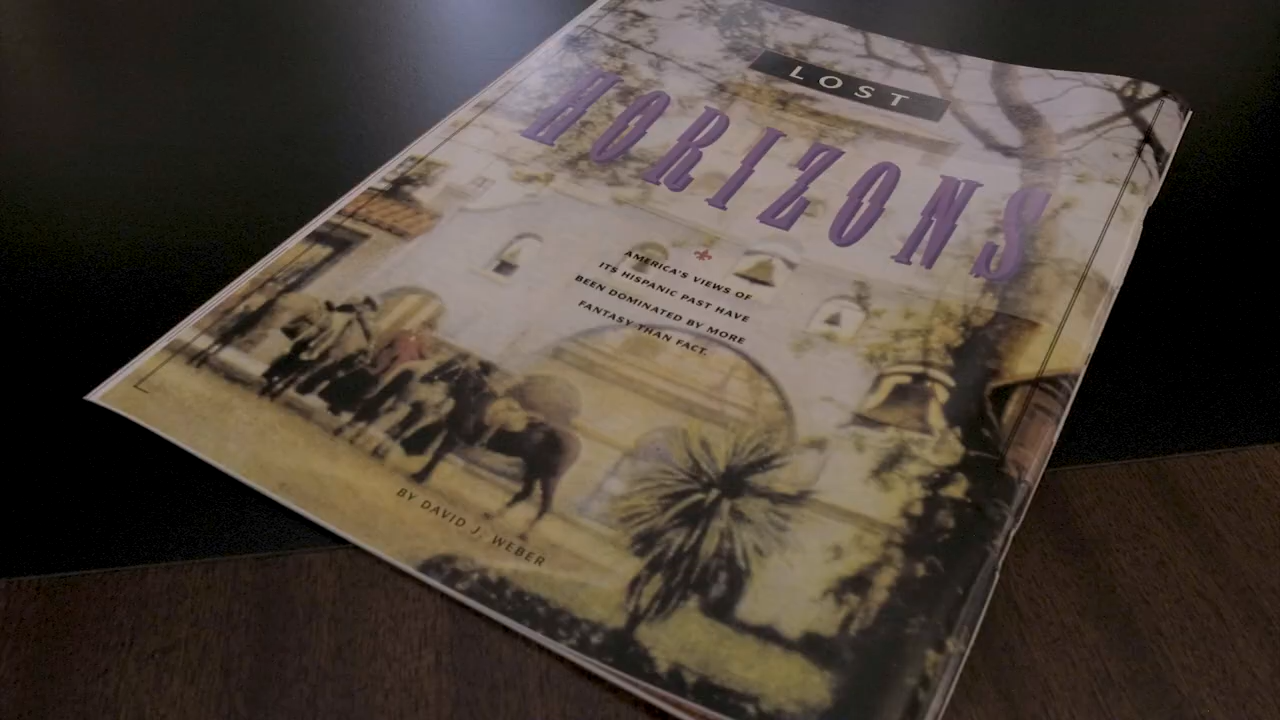 LOST
HORIZONS
AMERICA'S VIEWS OF
ITS HISPANIC PAST HAVE
BEEN DOMINATED BY MORE
FANTASY THAN FACT.
BY DAVID J. WEBER